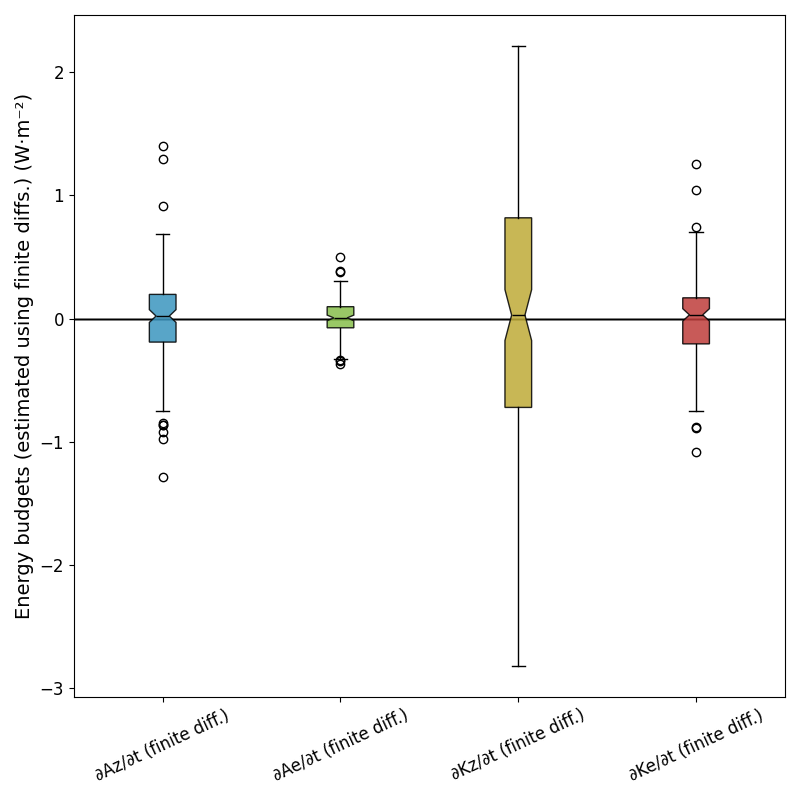 Energy budgets (estimated using finite diffs.) (W·m⁻²)
2
1
0
−1
−2
−3
∂Az/∂t (finite diff.)
∂Ae/∂t (finite diff.)
∂Kz/∂t (finite diff.)
∂Ke/∂t (finite diff.)